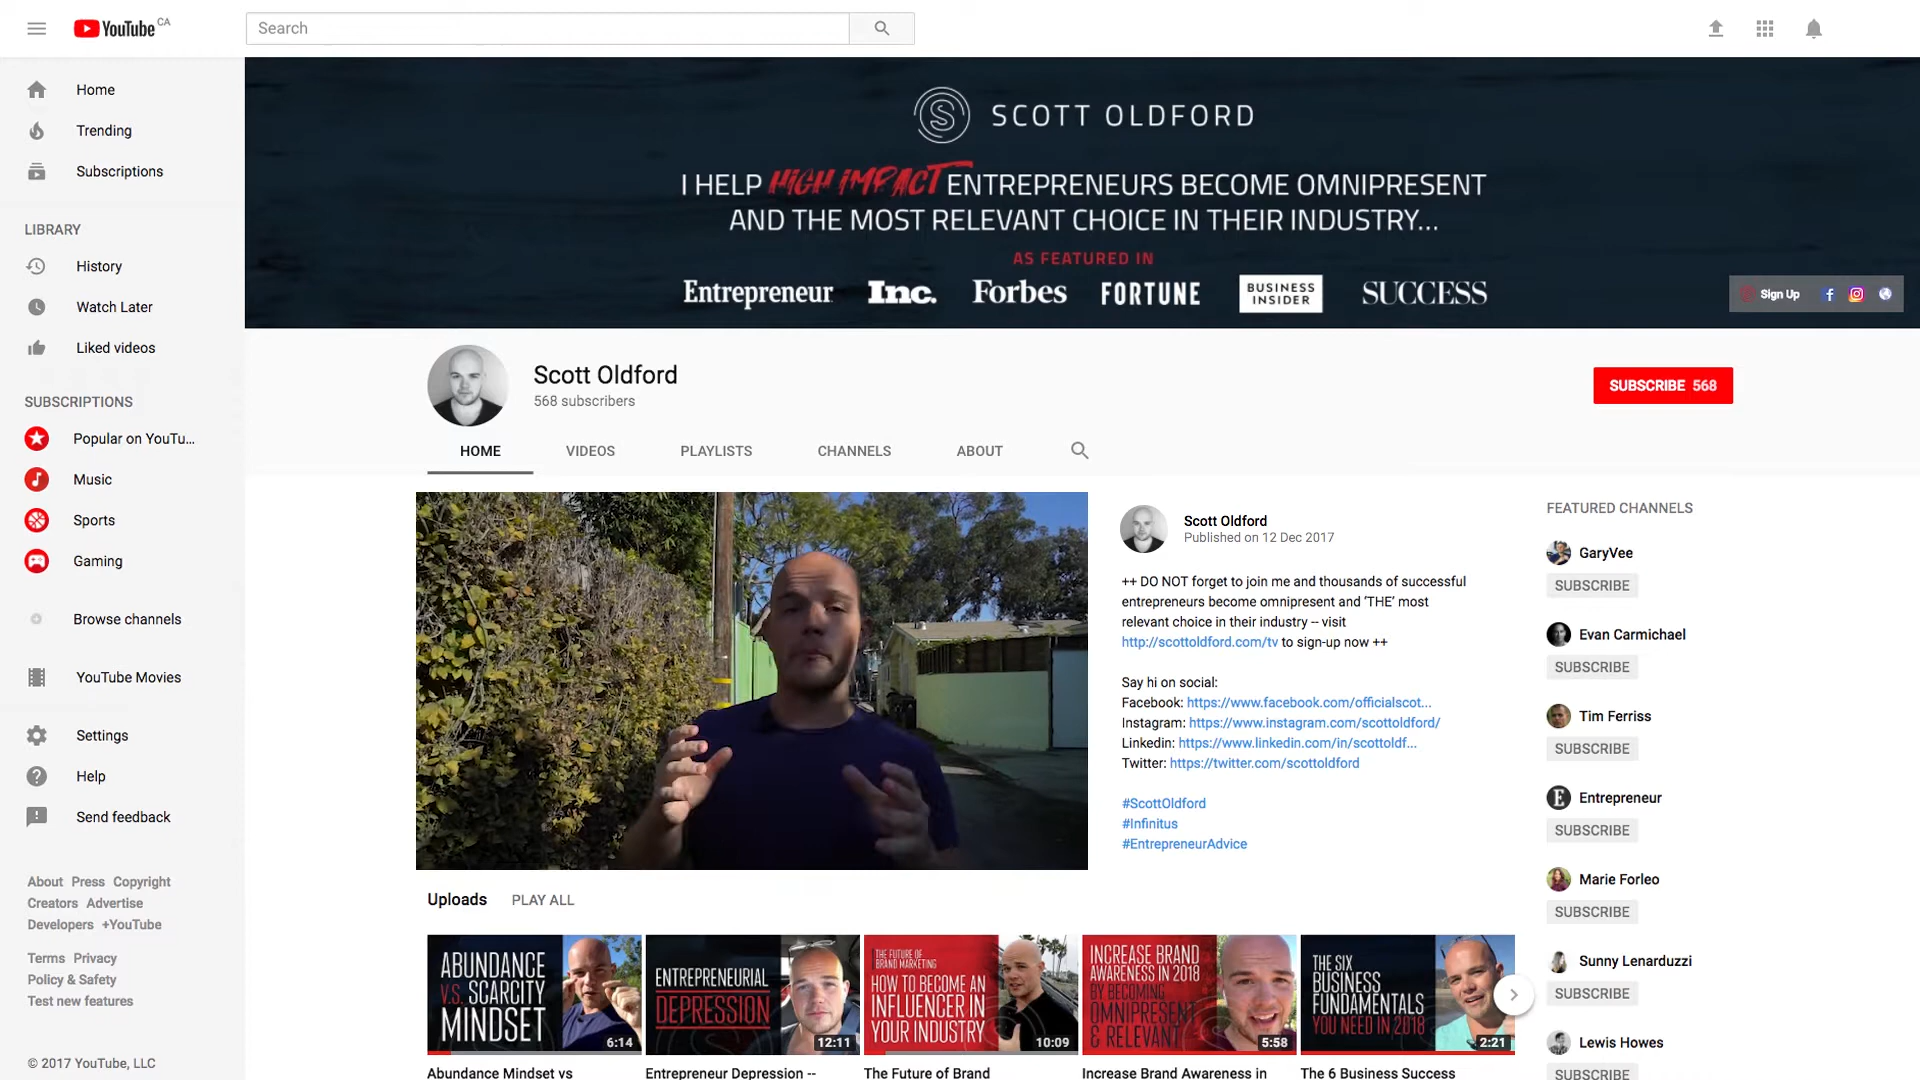 YouTube CA
Search
Home
Trending
Subscriptions
LIBRARY
History
Watch Later
Liked videos
SUBSCRIPTIONS
Popular on YouTu...
Music
Sports
Gaming
Browse channels
YouTube Movies
Settings
Help
Send feedback
About Press Copyright
Creators Advertise
Developers +YouTube
Terms Privacy
Policy & Safety
Test new features
© 2017 YouTube, LLC
SCOTT OLDFORD
I HELP HIGH IMPACT ENTREPRENEURS BECOME OMNIPRESENT
AND THE MOST RELEVANT CHOICE IN THEIR INDUSTRY...
AS FEATURED IN
Entrepreneur Inc. Forbes FORTUNE BUSINESS INSIDER SUCCESS
Sign Up
Scott Oldford
568 subscribers
SUBSCRIBE 568
HOME VIDEOS PLAYLISTS CHANNELS ABOUT
Scott Oldford
Published on 12 Dec 2017
++ DO NOT forget to join me and thousands of successful
entrepreneurs become omnipresent and ‘THE’ most
relevant choice in their industry -- visit
http://scottoldford.com/tv to sign-up now ++
Say hi on social:
Facebook: https://www.facebook.com/officialscot...
Instagram: https://www.instagram.com/scottoldford/
Linkedin: https://www.linkedin.com/in/scottoldf...
Twitter: https://twitter.com/scottoldford
#ScottOldford
#Infinitus
#EntrepreneurAdvice
FEATURED CHANNELS
GaryVee
SUBSCRIBE
Evan Carmichael
SUBSCRIBE
Tim Ferriss
SUBSCRIBE
Entrepreneur
SUBSCRIBE
Marie Forleo
SUBSCRIBE
Sunny Lenarduzzi
SUBSCRIBE
Lewis Howes
SUBSCRIBE
Uploads PLAY ALL
ABUNDANCE
V.S. SCARCITY
MINDSET
6:14
Abundance Mindset vs
ENTREPRENEURIAL
DEPRESSION
12:11
Entrepreneur Depression --
THE FUTURE OF
BRAND MARKETING
HOW TO BECOME AN
INFLUENCER IN
YOUR INDUSTRY
10:09
The Future of Brand
INCREASE BRAND
AWARENESS IN 2018
BY BECOMING
OMNIPRESENT
& RELEVANT
5:58
Increase Brand Awareness in
THE SIX
BUSINESS
FUNDAMENTALS
YOU NEED IN 2018
2:21
The 6 Business Success